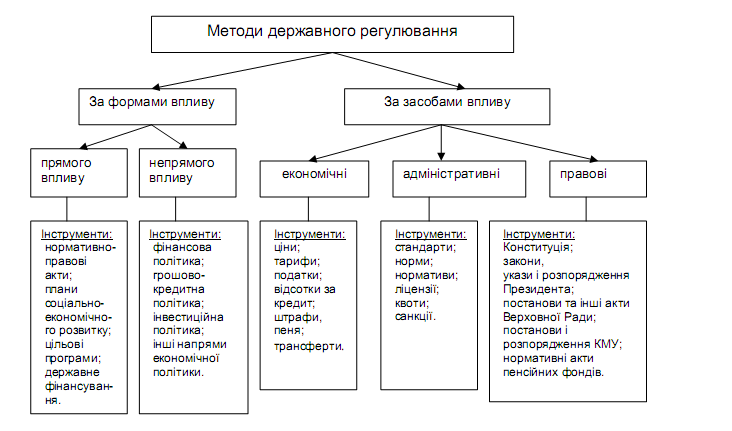 Методи державного регулювання
За формами впливу
За засобами впливу
прямого
впливу
непрямого
впливу
економічні
адміністративні
правові
Інструменти:
нормативно-
правові
акти;
плани
соціально-
економічно-
го розвитку;
цільові
програми;
державне
фінансуван-
ня.
Інструменти:
фінансова
політика;
грошово-
кредитна
політика;
інвестиційна
політика;
інші напрями
економічної
політики.
Інструменти:
ціни;
тарифи;
податки;
відсотки за
кредит;
штрафи,
пеня;
трансферти.
Інструменти:
стандарти;
норми;
нормативи;
ліцензії;
квоти;
санкції.
Інструменти:
Конституція;
закони,
укази і розпорядження
Президента;
постанови та інші акти
Верховної Ради;
постанови і
розпорядження КМУ;
нормативні акти
пенсійних фондів.